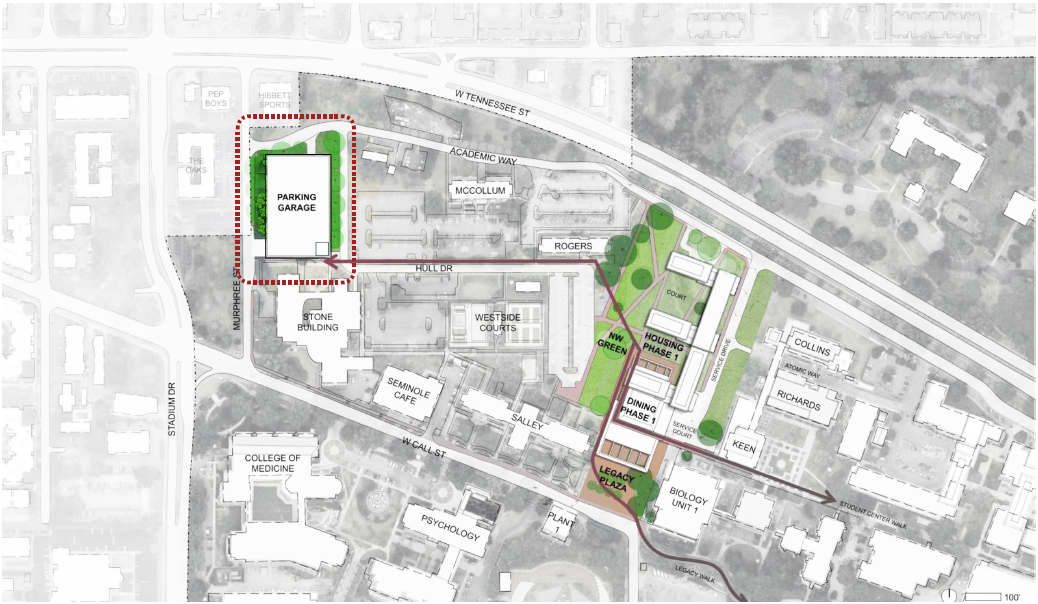 W TENNESSEE ST
PEP
BOYS
HIBBETT
SPORTS
THE
OAKS
ACADEMIC WAY
MCCOLLUM
PARKING
GARAGE
ROGERS
HULL DR
MURPHREE ST
STONE
BUILDING
WESTSIDE
COURTS
COURT
NW
GREEN
HOUSING
PHASE 1
SERVICE DRIVE
COLLINS
ATOMIC WAY
RICHARDS
SEMINOLE
CAFE
SALLEY
DINING
PHASE 1
SERVICE
COURT
KEEN
STADIUM DR
W CALL ST
COLLEGE OF
MEDICINE
LEGACY
PLAZA
BIOLOGY
UNIT 1
STUDENT CENTER WALK
PSYCHOLOGY
PLANT
1
LEGACY WALK
100'